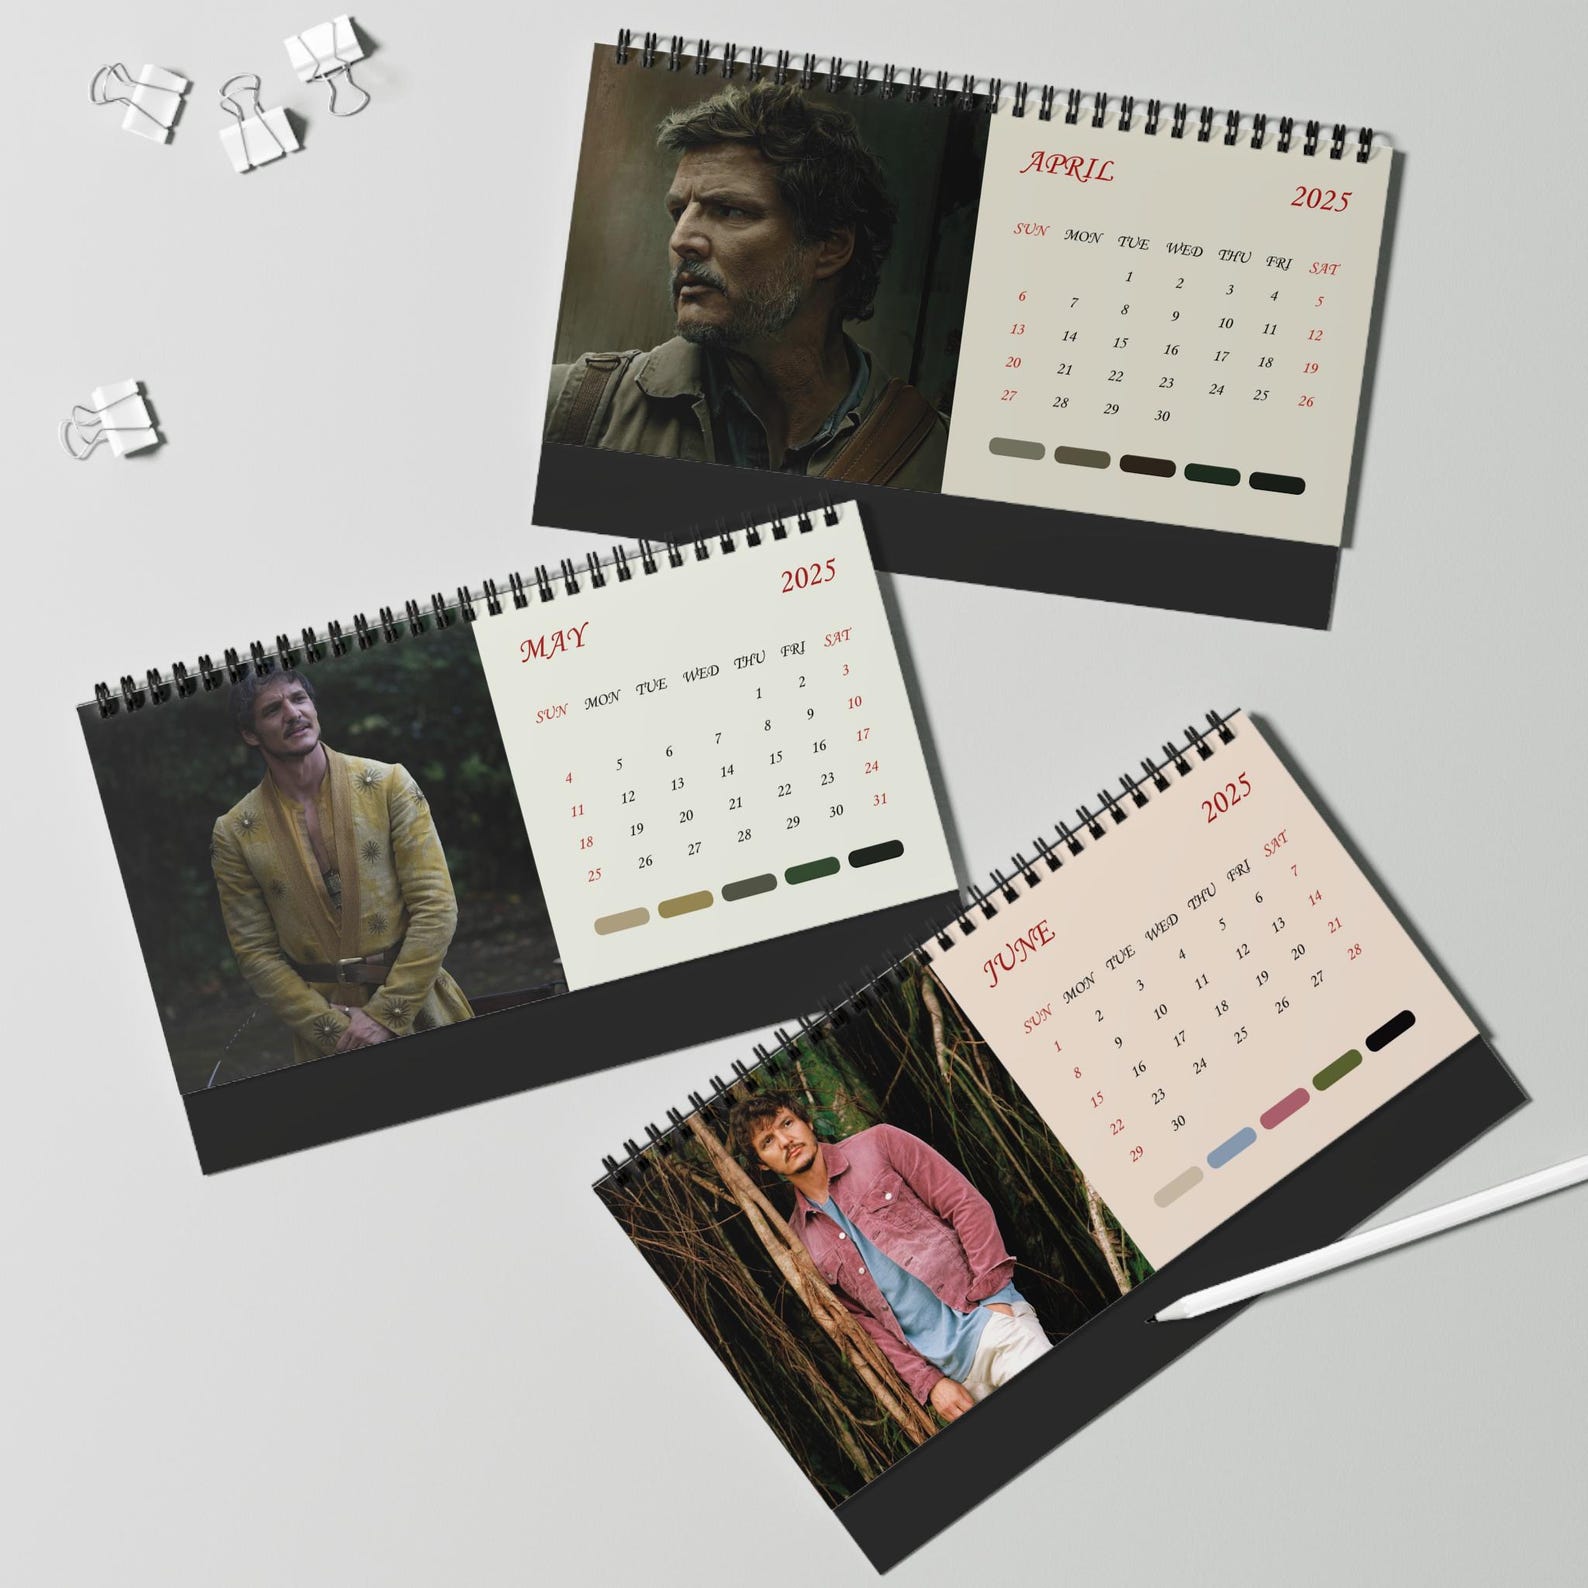 APRIL
2025
SUN MON TUE WED THU FRI SAT
1 2 3 4 5
6 7 8 9 10 11 12
13 14 15 16 17 18 19
20 21 22 23 24 25 26
27 28 29 30
MAY
2025
SUN MON TUE WED THU FRI SAT
1 2 3
4 5 6 7 8 9 10
11 12 13 14 15 16 17
18 19 20 21 22 23 24
25 26 27 28 29 30 31
JUNE
2025
SUN MON TUE WED THU FRI SAT
1 2 3 4 5 6 7
8 9 10 11 12 13 14
15 16 17 18 19 20 21
22 23 24 25 26 27 28
29 30